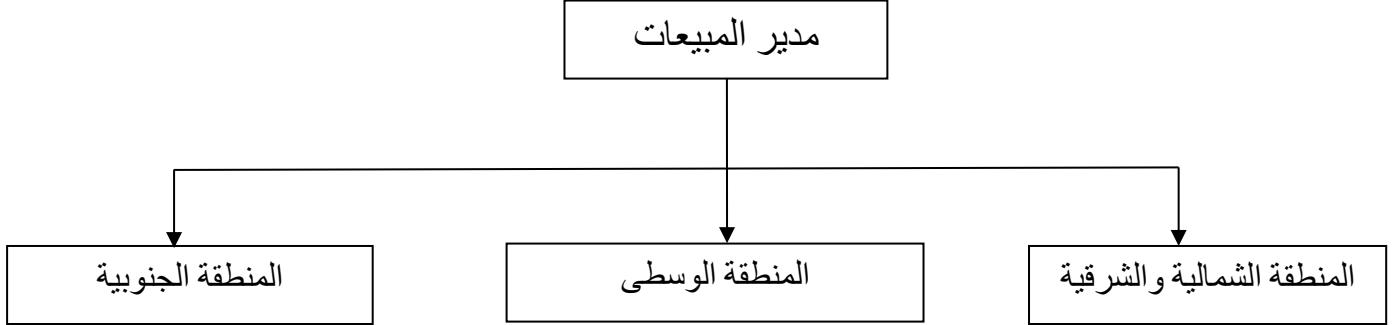 مدير المبيعات
المنطقة الشمالية والشرقية
المنطقة الوسطى
المنطقة الجنوبية